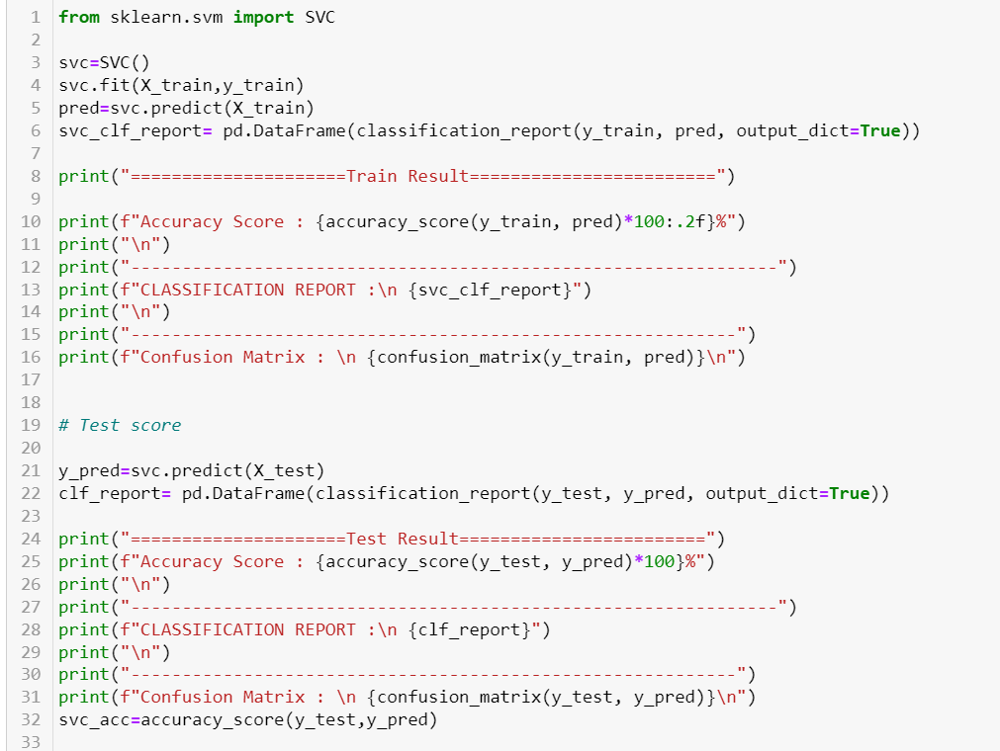 1 from sklearn.svm import SVC
2
3 svc=SVC()
4 svc.fit(X_train,y_train)
5 pred=svc.predict(X_train)
6 svc_clf_report= pd.DataFrame(classification_report(y_train, pred, output_dict=True))
7
8 print("=====================Train Result========================")
9
10 print(f"Accuracy Score : {accuracy_score(y_train, pred)*100:.2f}%")
11 print("\n")
12 print("---------------------------------------------------------------")
13 print(f"CLASSIFICATION REPORT :\n {svc_clf_report}")
14 print("\n")
15 print("-----------------------------------------------------------")
16 print(f"Confusion Matrix : \n {confusion_matrix(y_train, pred)}\n")
17
18
19 # Test score
20
21 y_pred=svc.predict(X_test)
22 clf_report= pd.DataFrame(classification_report(y_test, y_pred, output_dict=True))
23
24 print("=====================Test Result========================")
25 print(f"Accuracy Score : {accuracy_score(y_test, y_pred)*100}%")
26 print("\n")
27 print("---------------------------------------------------------------")
28 print(f"CLASSIFICATION REPORT :\n {clf_report}")
29 print("\n")
30 print("-----------------------------------------------------------")
31 print(f"Confusion Matrix : \n {confusion_matrix(y_test, y_pred)}\n")
32 svc_acc=accuracy_score(y_test,y_pred)
33